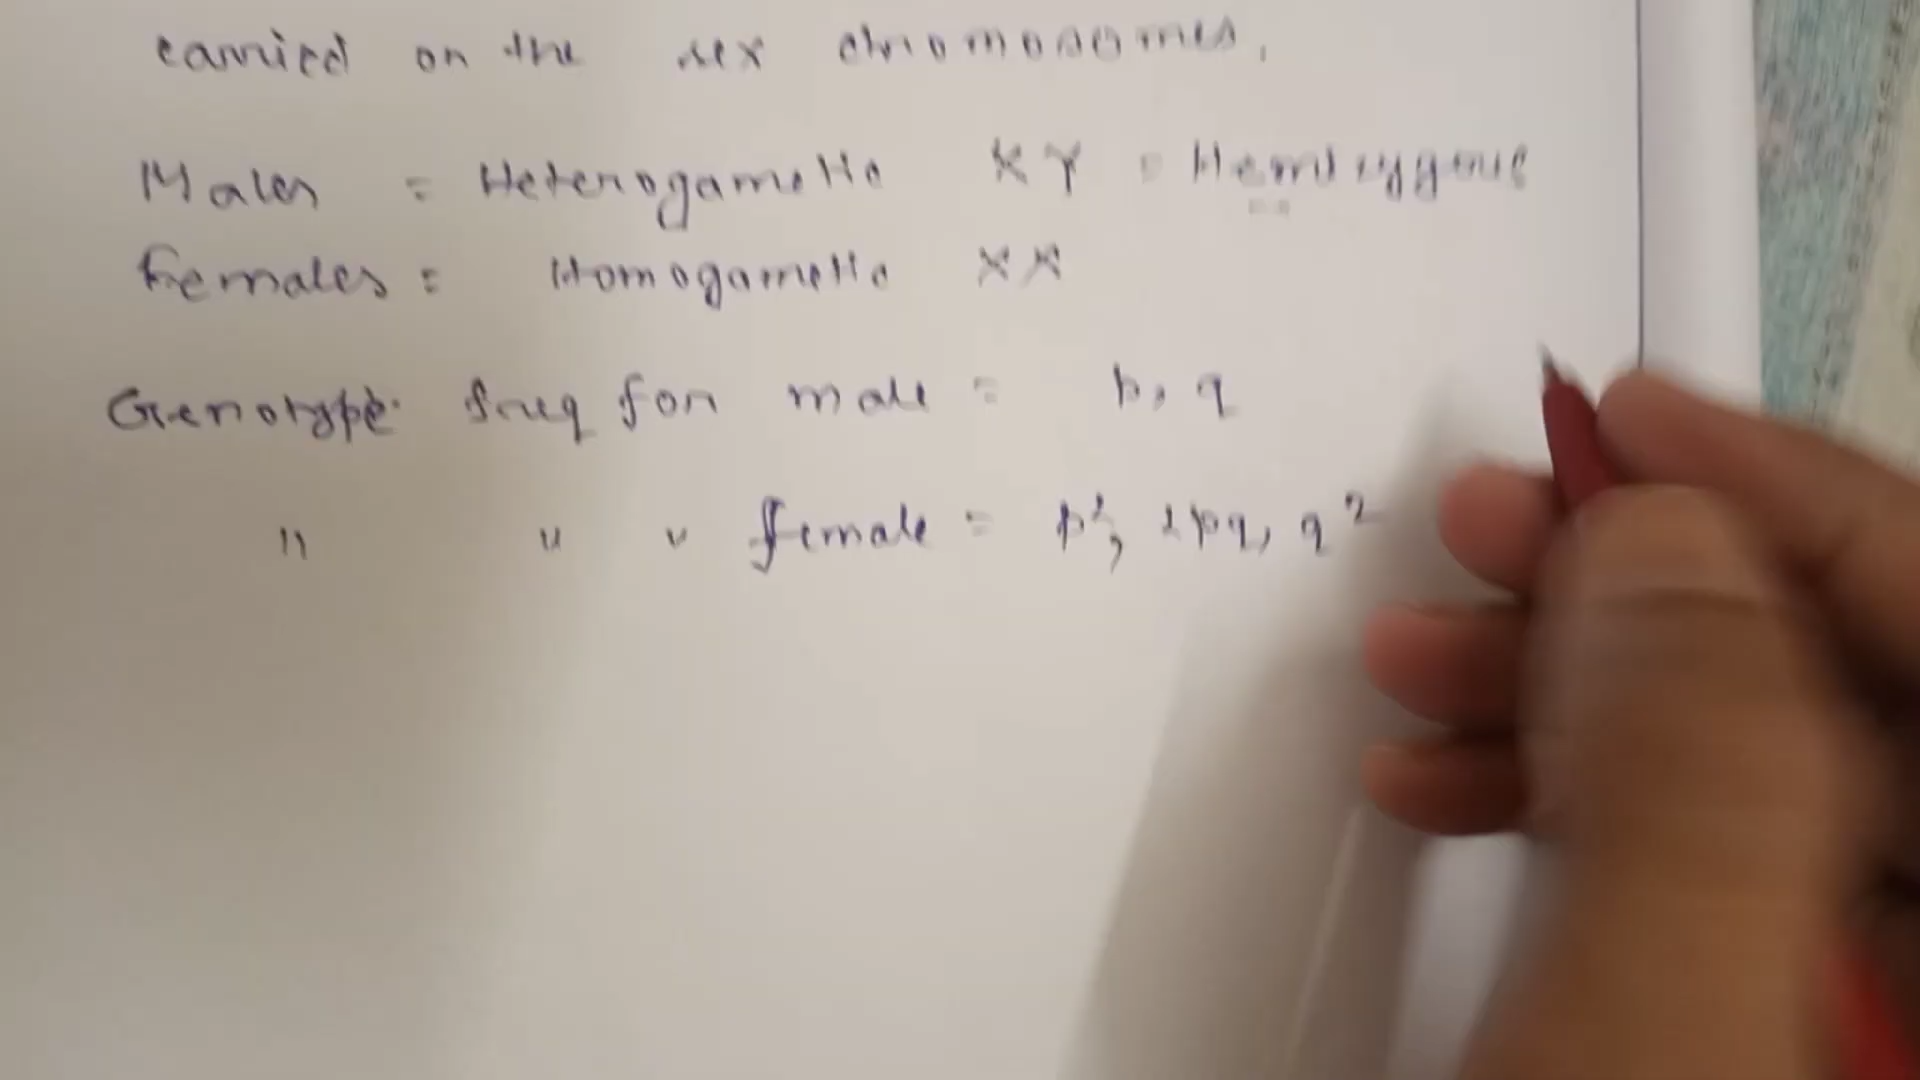 carried on the sex chromosomes.
Males = Heterogametic XY = Hemizygous
Females = Homogametic XX
Genotype freq for male = p, q
" " " female = p², 2pq, q²